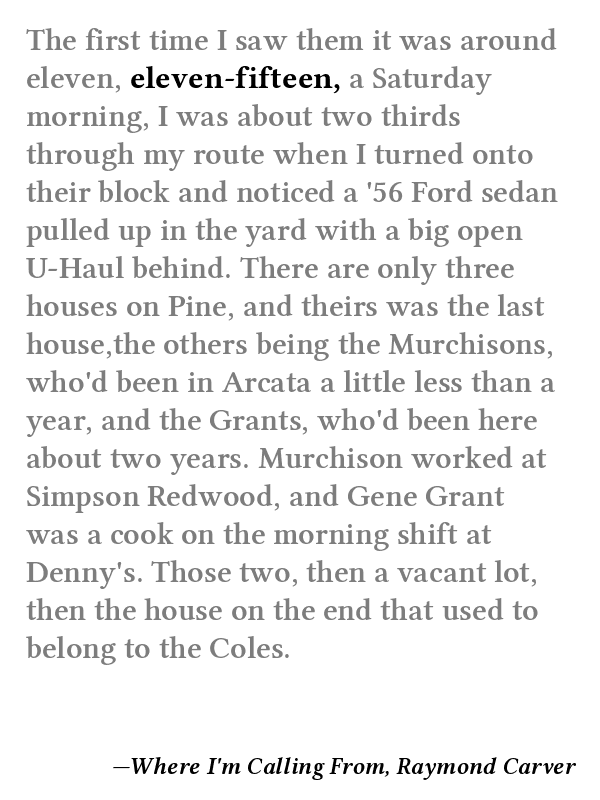 The first time I saw them it was around
eleven, eleven-fifteen, a Saturday
morning, I was about two thirds
through my route when I turned onto
their block and noticed a '56 Ford sedan
pulled up in the yard with a big open
U-Haul behind. There are only three
houses on Pine, and theirs was the last
house,the others being the Murchisons,
who'd been in Arcata a little less than a
year, and the Grants, who'd been here
about two years. Murchison worked at
Simpson Redwood, and Gene Grant
was a cook on the morning shift at
Denny's. Those two, then a vacant lot,
then the house on the end that used to
belong to the Coles.
—Where I'm Calling From, Raymond Carver